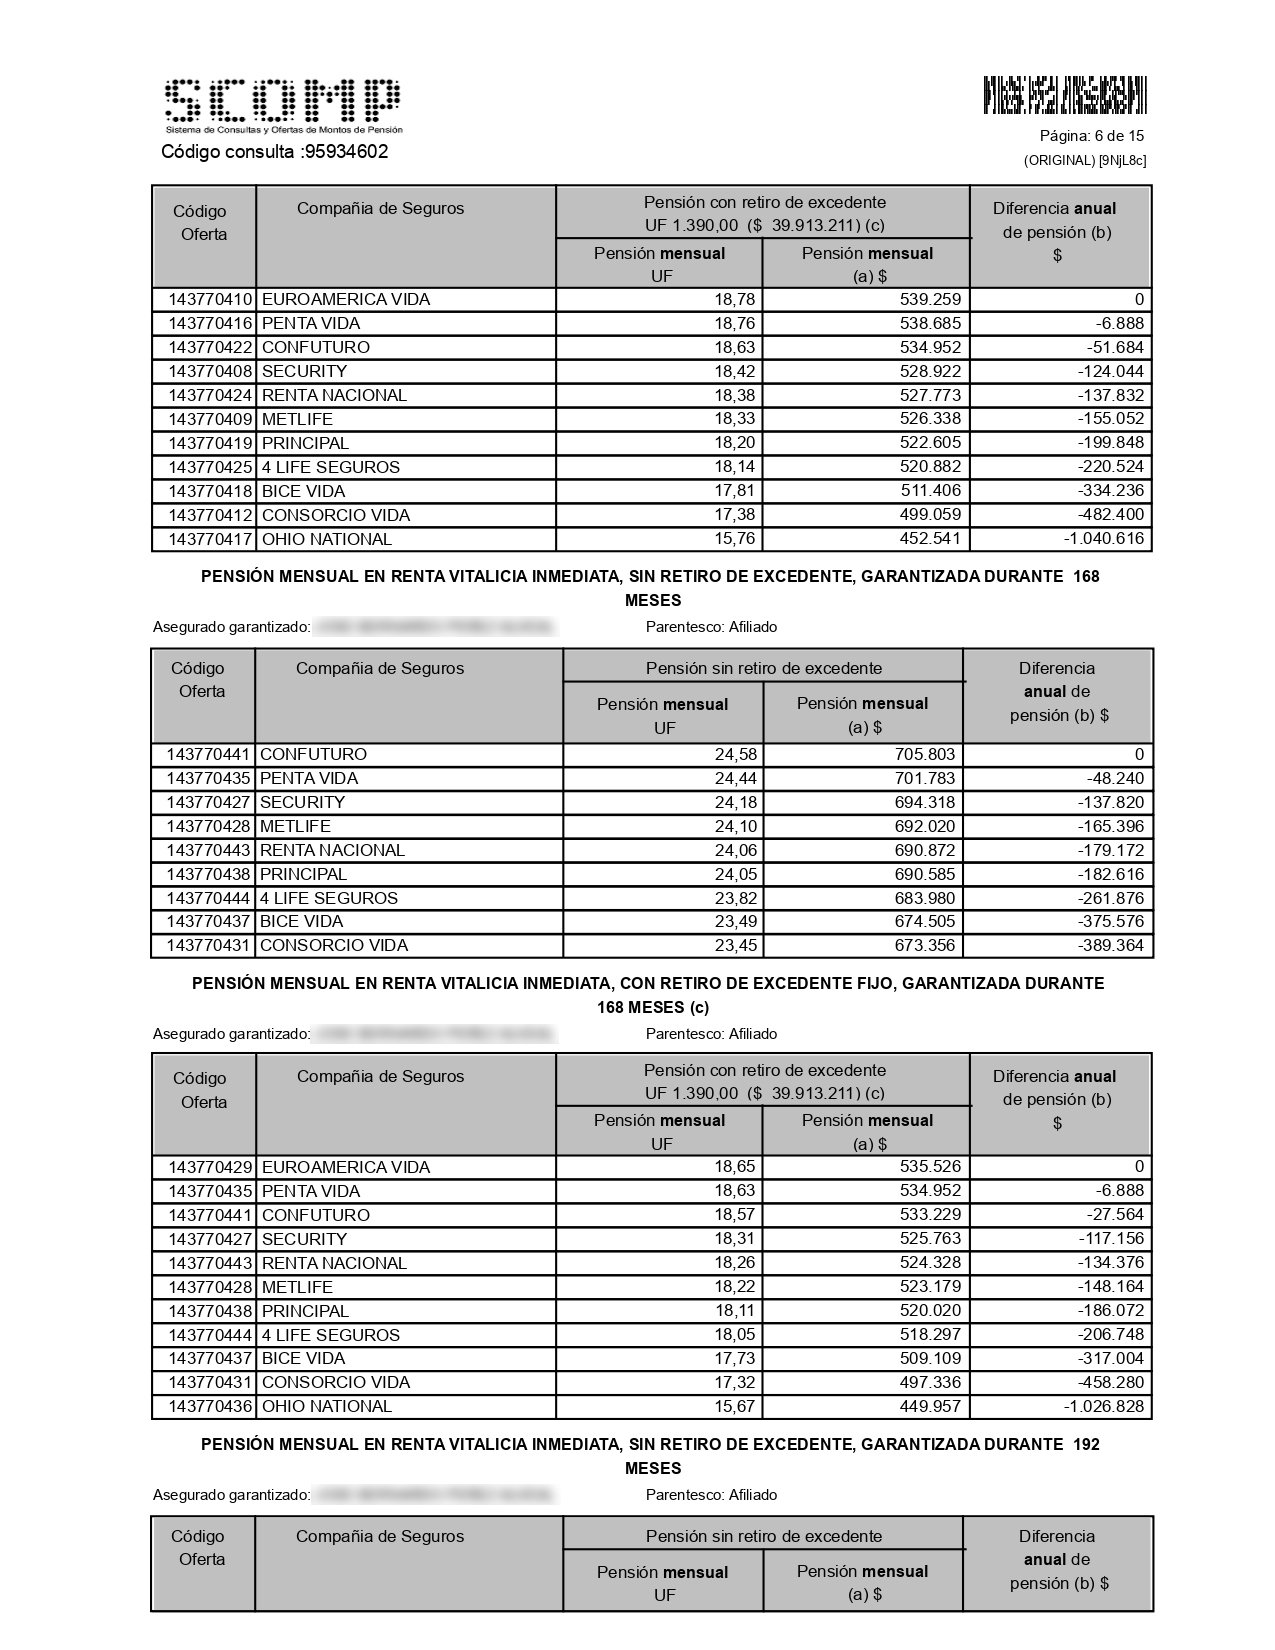 SCOMP
Sistema de Consultas y Ofertas de Montos de Pensión
Código consulta :95934602
Página: 6 de 15
(ORIGINAL) [9NjL8c]
Código Oferta Compañia de Seguros Pensión con retiro de excedente UF 1.390,00 ($ 39.913.211) (c) Diferencia anual de pensión (b) $
Pensión mensual UF Pensión mensual (a) $
143770410 EUROAMERICA VIDA 18,78 539.259 0
143770416 PENTA VIDA 18,76 538.685 -6.888
143770422 CONFUTURO 18,63 534.952 -51.684
143770408 SECURITY 18,42 528.922 -124.044
143770424 RENTA NACIONAL 18,38 527.773 -137.832
143770409 METLIFE 18,33 526.338 -155.052
143770419 PRINCIPAL 18,20 522.605 -199.848
143770425 4 LIFE SEGUROS 18,14 520.882 -220.524
143770418 BICE VIDA 17,81 511.406 -334.236
143770412 CONSORCIO VIDA 17,38 499.059 -482.400
143770417 OHIO NATIONAL 15,76 452.541 -1.040.616
PENSIÓN MENSUAL EN RENTA VITALICIA INMEDIATA, SIN RETIRO DE EXCEDENTE, GARANTIZADA DURANTE 168
MESES
Asegurado garantizado: Parentesco: Afiliado
Código Oferta Compañia de Seguros Pensión sin retiro de excedente Diferencia anual de pensión (b) $
Pensión mensual UF Pensión mensual (a) $
143770441 CONFUTURO 24,58 705.803 0
143770435 PENTA VIDA 24,44 701.783 -48.240
143770427 SECURITY 24,18 694.318 -137.820
143770428 METLIFE 24,10 692.020 -165.396
143770443 RENTA NACIONAL 24,06 690.872 -179.172
143770438 PRINCIPAL 24,05 690.585 -182.616
143770444 4 LIFE SEGUROS 23,82 683.980 -261.876
143770437 BICE VIDA 23,49 674.505 -375.576
143770431 CONSORCIO VIDA 23,45 673.356 -389.364
PENSIÓN MENSUAL EN RENTA VITALICIA INMEDIATA, CON RETIRO DE EXCEDENTE FIJO, GARANTIZADA DURANTE
168 MESES (c)
Asegurado garantizado: Parentesco: Afiliado
Código Oferta Compañia de Seguros Pensión con retiro de excedente UF 1.390,00 ($ 39.913.211) (c) Diferencia anual de pensión (b) $
Pensión mensual UF Pensión mensual (a) $
143770429 EUROAMERICA VIDA 18,65 535.526 0
143770435 PENTA VIDA 18,63 534.952 -6.888
143770441 CONFUTURO 18,57 533.229 -27.564
143770427 SECURITY 18,31 525.763 -117.156
143770443 RENTA NACIONAL 18,26 524.328 -134.376
143770428 METLIFE 18,22 523.179 -148.164
143770438 PRINCIPAL 18,11 520.020 -186.072
143770444 4 LIFE SEGUROS 18,05 518.297 -206.748
143770437 BICE VIDA 17,73 509.109 -317.004
143770431 CONSORCIO VIDA 17,32 497.336 -458.280
143770436 OHIO NATIONAL 15,67 449.957 -1.026.828
PENSIÓN MENSUAL EN RENTA VITALICIA INMEDIATA, SIN RETIRO DE EXCEDENTE, GARANTIZADA DURANTE 192
MESES
Asegurado garantizado: Parentesco: Afiliado
Código Oferta Compañia de Seguros Pensión sin retiro de excedente Diferencia anual de pensión (b) $
Pensión mensual UF Pensión mensual (a) $